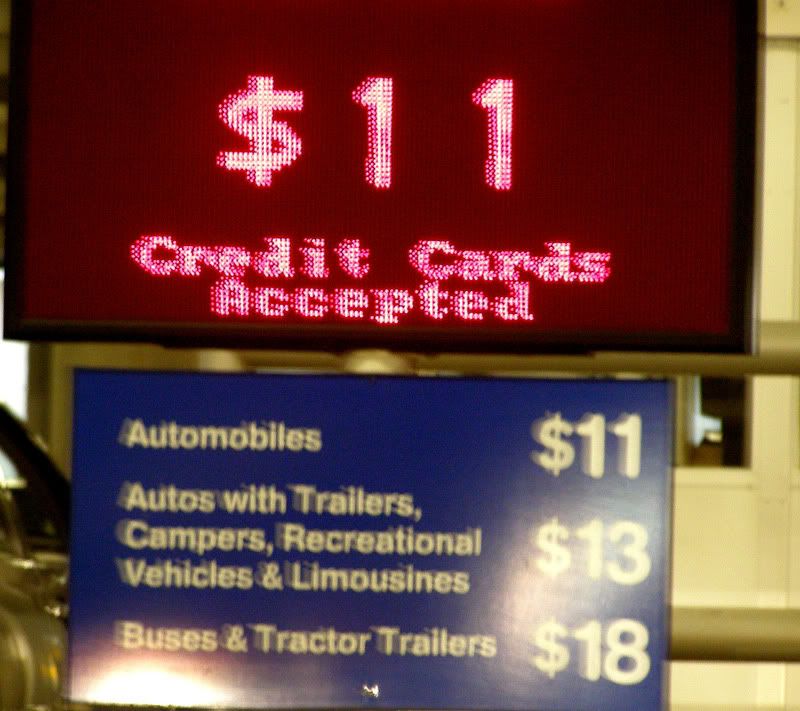 $11
Credit Cards
Accepted
Automobiles $11
Autos with Trailers,
Campers, Recreational $13
Vehicles & Limousines
Buses & Tractor Trailers $18